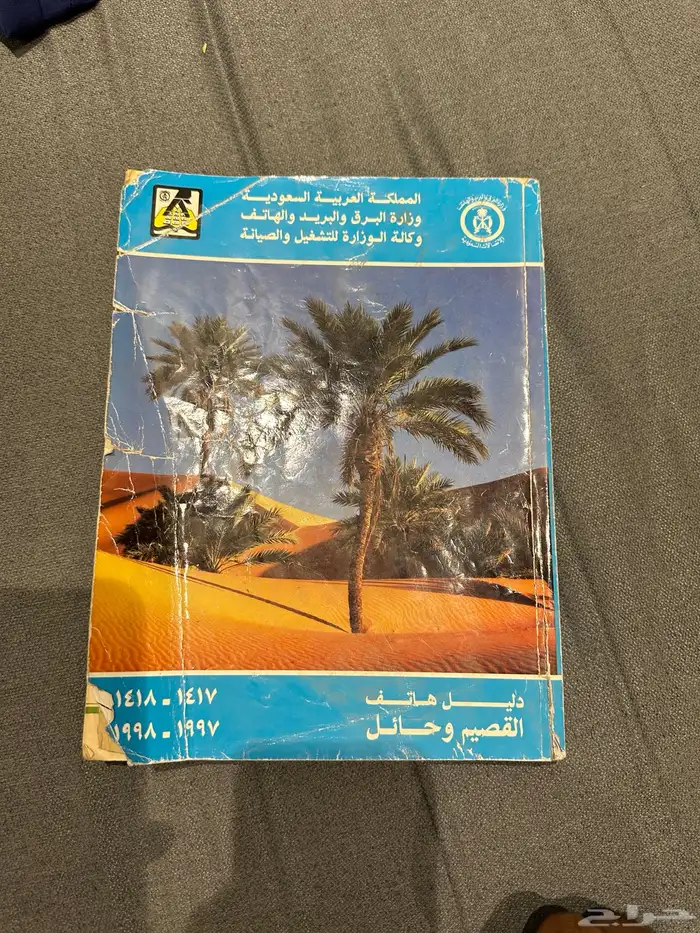 المملكة العربية السعودية
وزارة البرق والبريد والهاتف
وكالة الوزارة للتشغيل والصيانة
دليل هاتف
القصيم وحائل
١٤١٧ - ١٤١٨
١٩٩٧ - ١٩٩٨
حراج